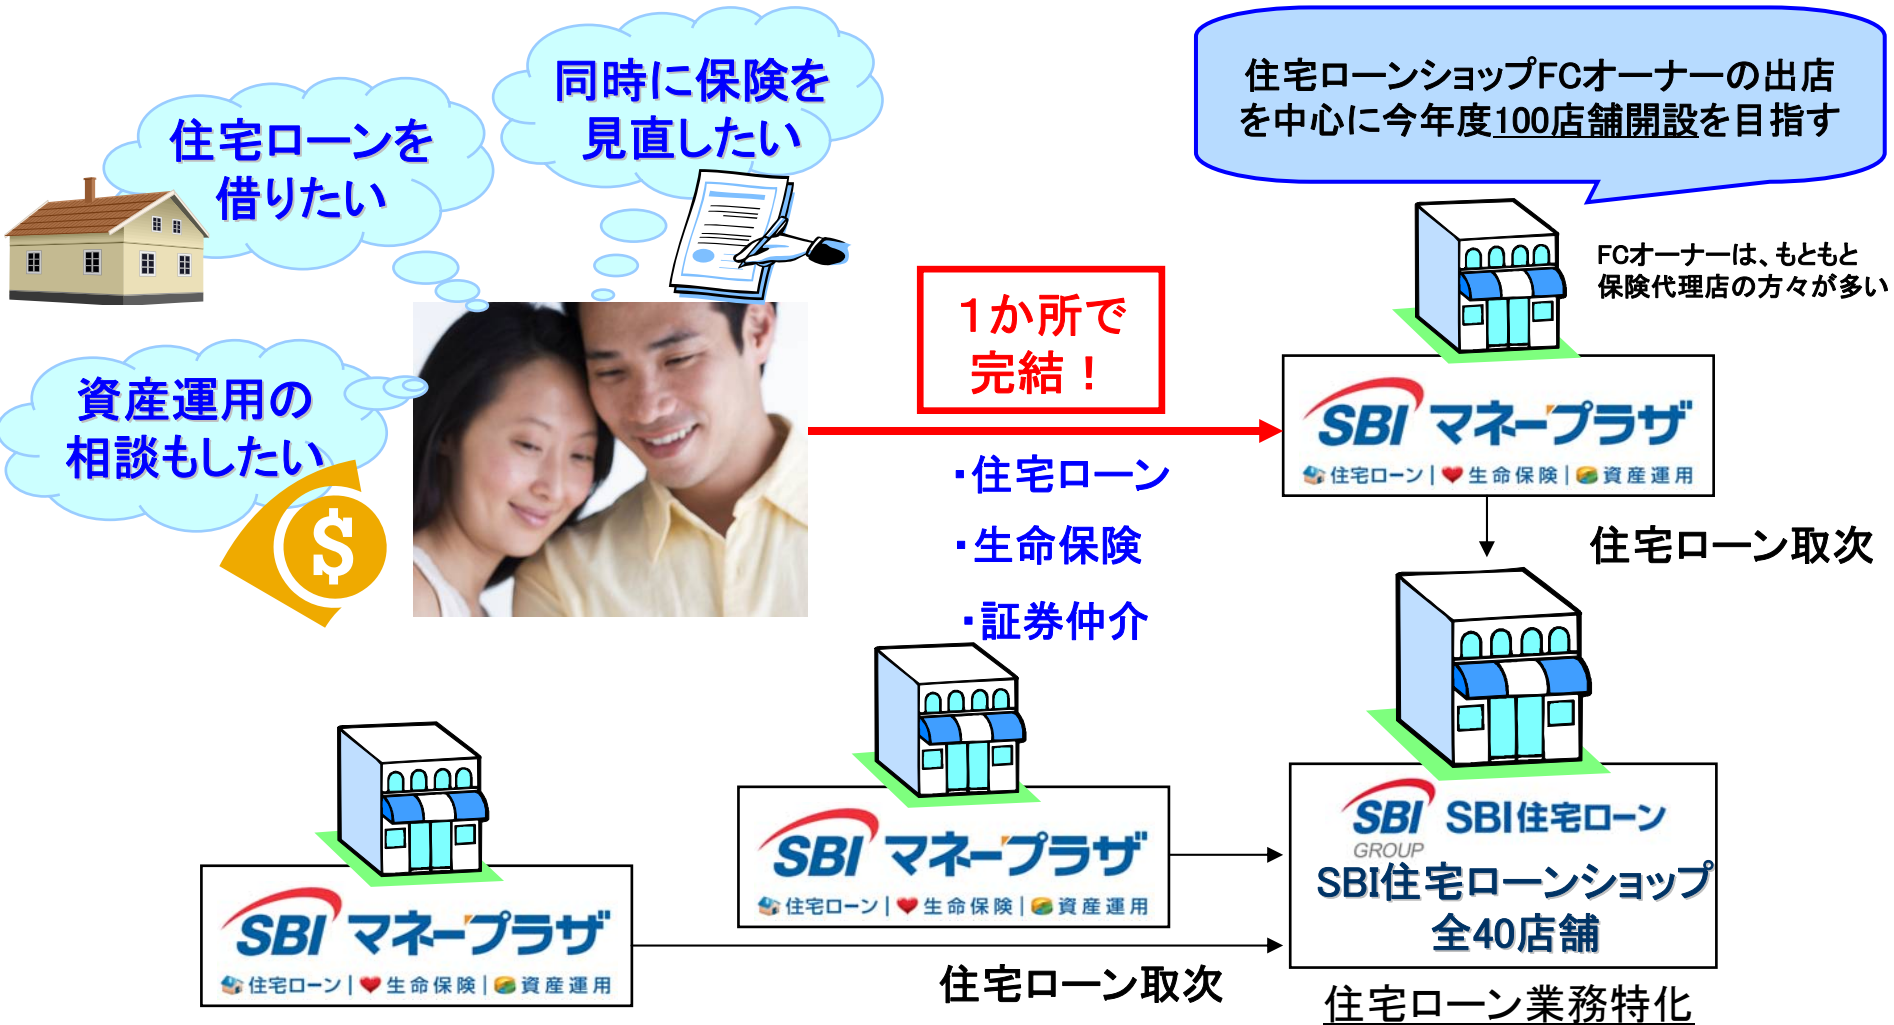 同時に保険を
見直したい
住宅ローンを
借りたい
資産運用の
相談もしたい
$
住宅ローンショップFCオーナーの出店
を中心に今年度100店舗開設を目指す
FCオーナーは、もともと
保険代理店の方々が多い
1か所で
完結！
・住宅ローン
・生命保険
・証券仲介
SBI マネープラザ
住宅ローン|生命保険|資産運用
住宅ローン取次
SBI マネープラザ
住宅ローン|生命保険|資産運用
SBI マネープラザ
住宅ローン|生命保険|資産運用
住宅ローン取次
SBI SBI住宅ローン
GROUP
SBI住宅ローンショップ
全40店舗
住宅ローン業務特化